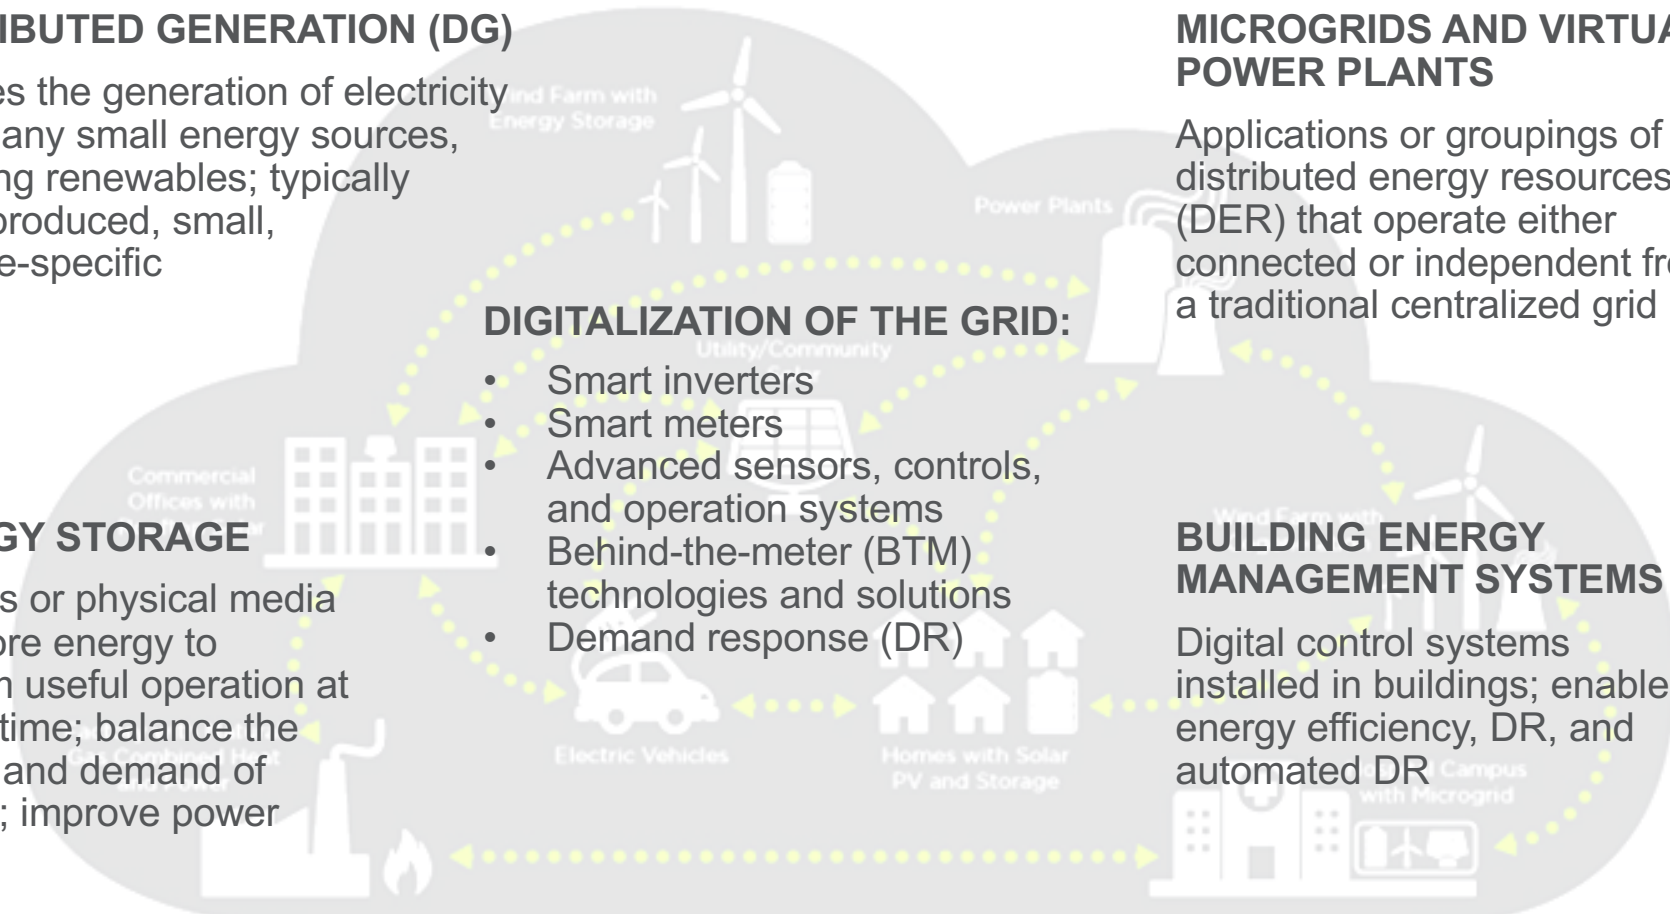 IBUTED GENERATION (DG)
es the generation of electricity
any small energy sources,
ng renewables; typically
produced, small,
e-specific
Wind Farm with
Energy Storage
MICROGRIDS AND VIRTUA
POWER PLANTS
Applications or groupings of
distributed energy resources
(DER) that operate either
connected or independent fr
a traditional centralized grid
Power Plants
DIGITALIZATION OF THE GRID:
Utility/Community
• Smart inverters
• Smart meters
• Advanced sensors, controls,
and operation systems
• Behind-the-meter (BTM)
technologies and solutions
• Demand response (DR)
Commercial
Offices with
GY STORAGE
s or physical media
ore energy to
m useful operation at
time; balance the
and demand of
; improve power
Gas Combined Heat
and Power
Electric Vehicles
Homes with Solar
PV and Storage
Wind Farm with
BUILDING ENERGY
MANAGEMENT SYSTEMS
Digital control systems
installed in buildings; enable
energy efficiency, DR, and
automated DR
Campus
with Microgrid